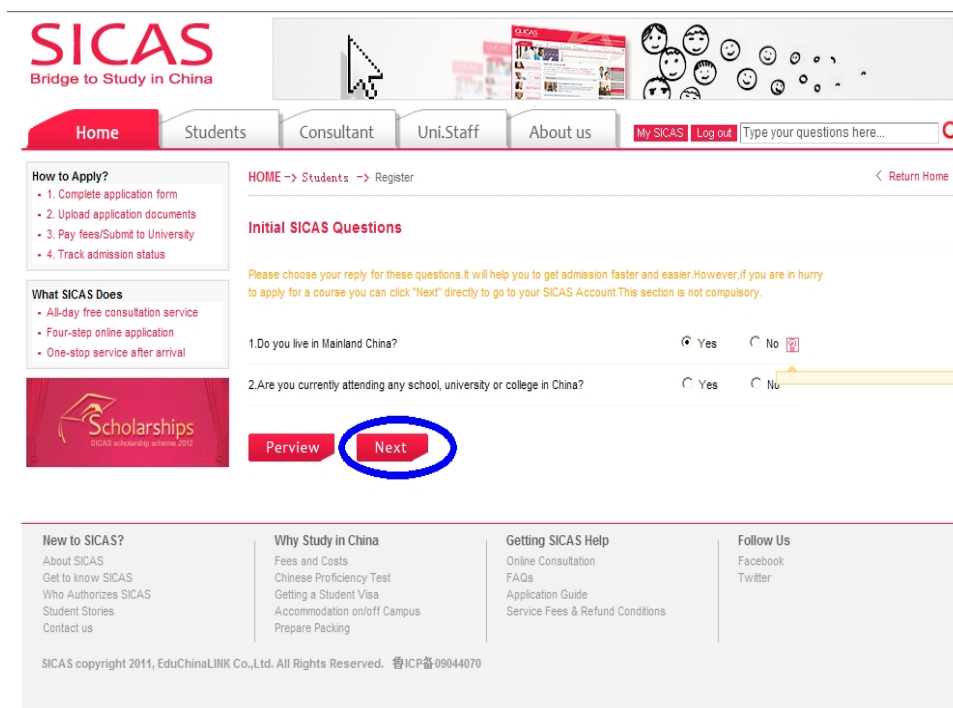 SICAS
Bridge to Study in China
Home
Students
Consultant
Uni.Staff
About us
My SICAS
Log out
Type your questions here...
How to Apply?
1. Complete application form
2. Upload application documents
3. Pay fees/Submit to University
4. Track admission status
What SICAS Does
All-day free consultation service
Four-step online application
One-stop service after arrival
Scholarships
SICAS scholarship scheme 2012
HOME -> Students -> Register
< Return Home
Initial SICAS Questions
Please choose your reply for these questions.It will help you to get admission faster and easier.However,if you are in hurry
to apply for a course you can click "Next" directly to go to your SICAS Account.This section is not compulsory.
1.Do you live in Mainland China? Yes No
2.Are you currently attending any school, university or college in China? Yes No
Perview
Next
New to SICAS?
About SICAS
Get to know SICAS
Who Authorizes SICAS
Student Stories
Contact us
Why Study in China
Fees and Costs
Chinese Proficiency Test
Getting a Student Visa
Accommodation on/off Campus
Prepare Packing
Getting SICAS Help
Online Consultation
FAQs
Application Guide
Service Fees & Refund Conditions
Follow Us
Facebook
Twitter
SICAS copyright 2011, EduChinaLINK Co.,Ltd. All Rights Reserved. 鲁ICP备09044070